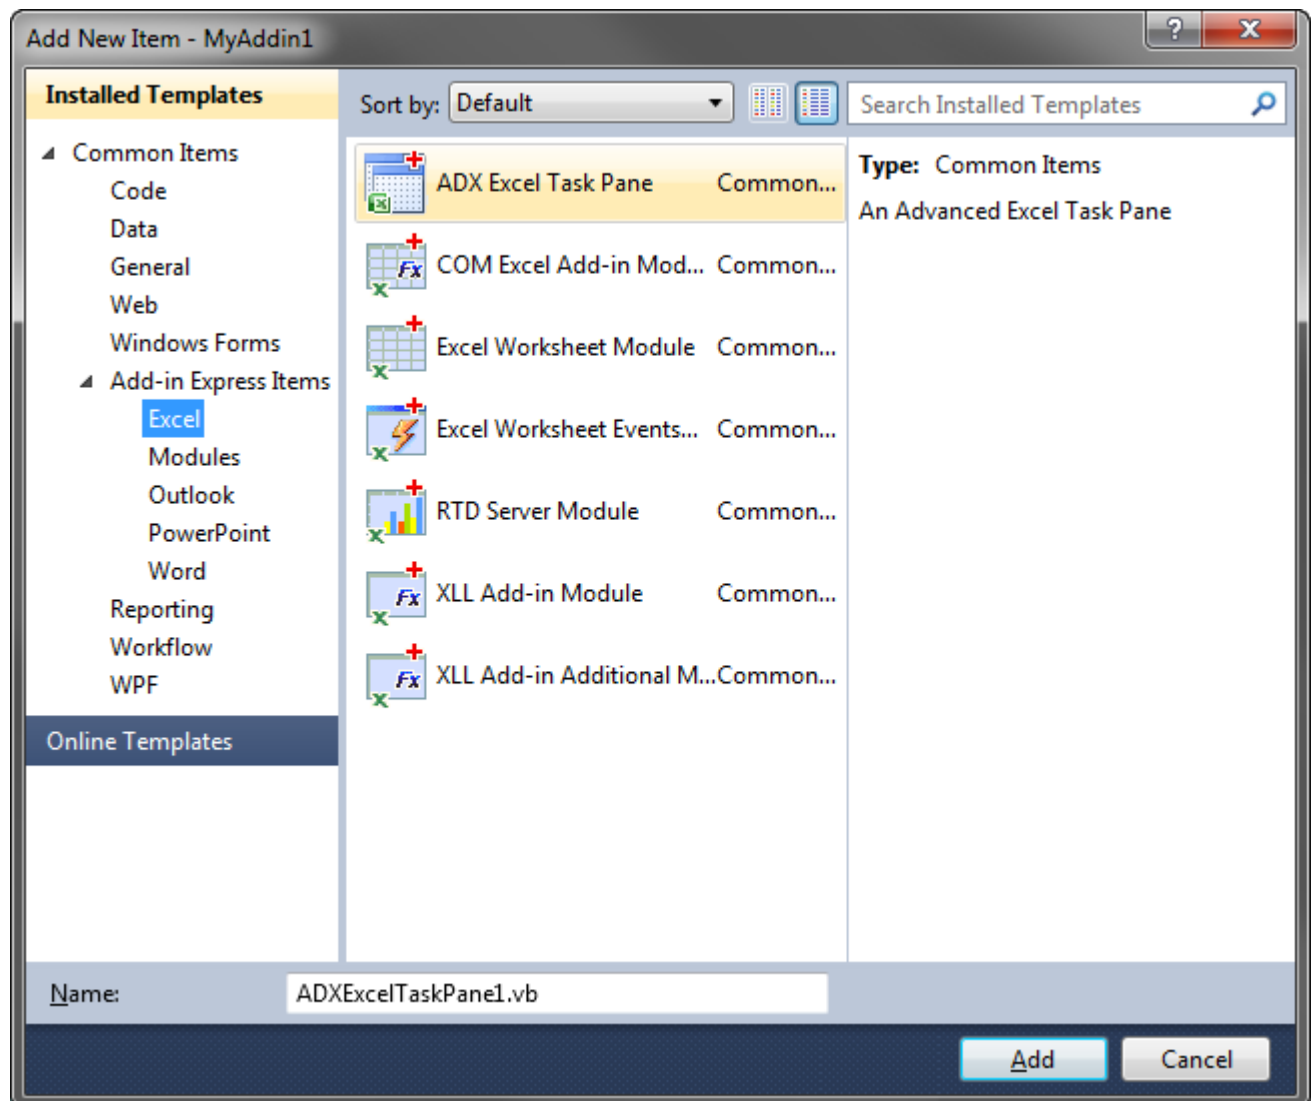 Add New Item - MyAddin1
Installed Templates
Common Items
Code
Data
General
Web
Windows Forms
Add-in Express Items
Excel
Modules
Outlook
PowerPoint
Word
Reporting
Workflow
WPF
Online Templates
Sort by: Default
Search Installed Templates
ADX Excel Task Pane Common...
COM Excel Add-in Mod... Common...
Excel Worksheet Module Common...
Excel Worksheet Events... Common...
RTD Server Module Common...
XLL Add-in Module Common...
XLL Add-in Additional M...Common...
Type: Common Items
An Advanced Excel Task Pane
Name: ADXExcelTaskPane1.vb
Add Cancel